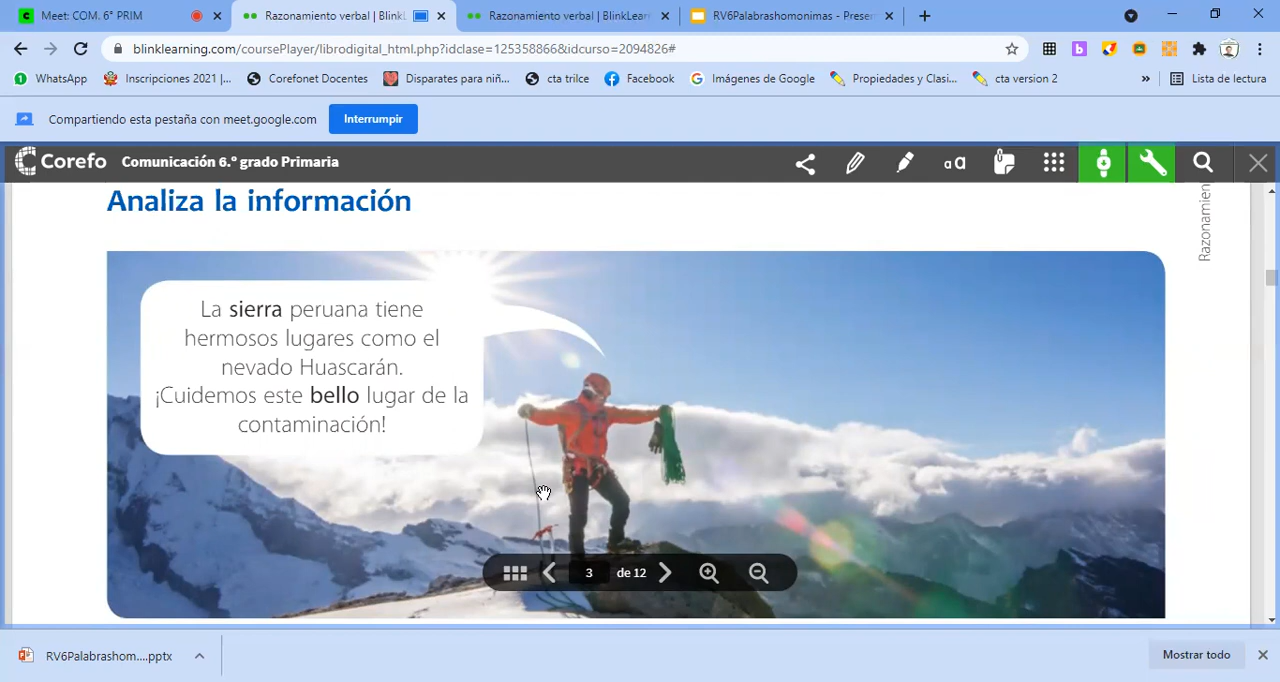 Meet: COM. 6° PRIM
Razonamiento verbal | BlinkL
Razonamiento verbal | BlinkLear
RV6Palabrashomonimas - Presen
blinklearning.com/coursePlayer/librodigital_html.php?idclase=125358866&idcurso=2094826#
WhatsApp
Inscripciones 2021 |...
Corefonet Docentes
Disparates para niñ...
cta trilce
Facebook
Imágenes de Google
Propiedades y Clasi...
cta version 2
»
Lista de lectura
Compartiendo esta pestaña con meet.google.com
Interrumpir
Corefo
Comunicación 6.º grado Primaria
a a
Analiza la información
Razonamien
La sierra peruana tiene
hermosos lugares como el
nevado Huascarán.
¡Cuidemos este bello lugar de la
contaminación!
3 de 12
RV6Palabrashom....pptx
Mostrar todo